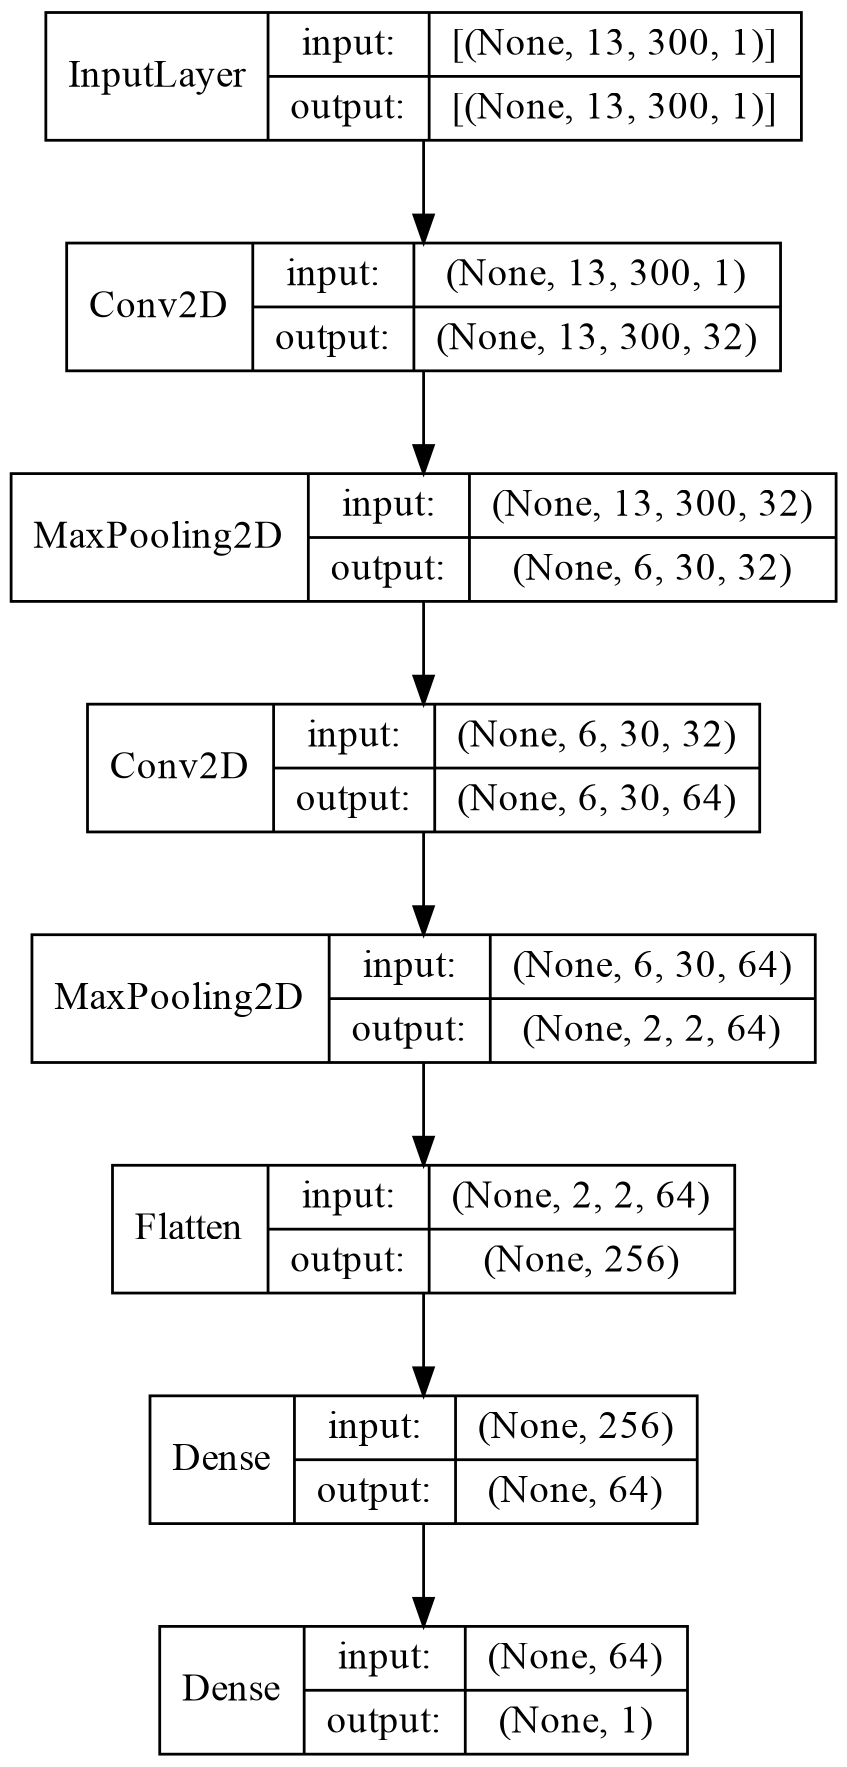 InputLayer
input: [(None, 13, 300, 1)]
output: [(None, 13, 300, 1)]
Conv2D
input: (None, 13, 300, 1)
output: (None, 13, 300, 32)
MaxPooling2D
input: (None, 13, 300, 32)
output: (None, 6, 30, 32)
Conv2D
input: (None, 6, 30, 32)
output: (None, 6, 30, 64)
MaxPooling2D
input: (None, 6, 30, 64)
output: (None, 2, 2, 64)
Flatten
input: (None, 2, 2, 64)
output: (None, 256)
Dense
input: (None, 256)
output: (None, 64)
Dense
input: (None, 64)
output: (None, 1)